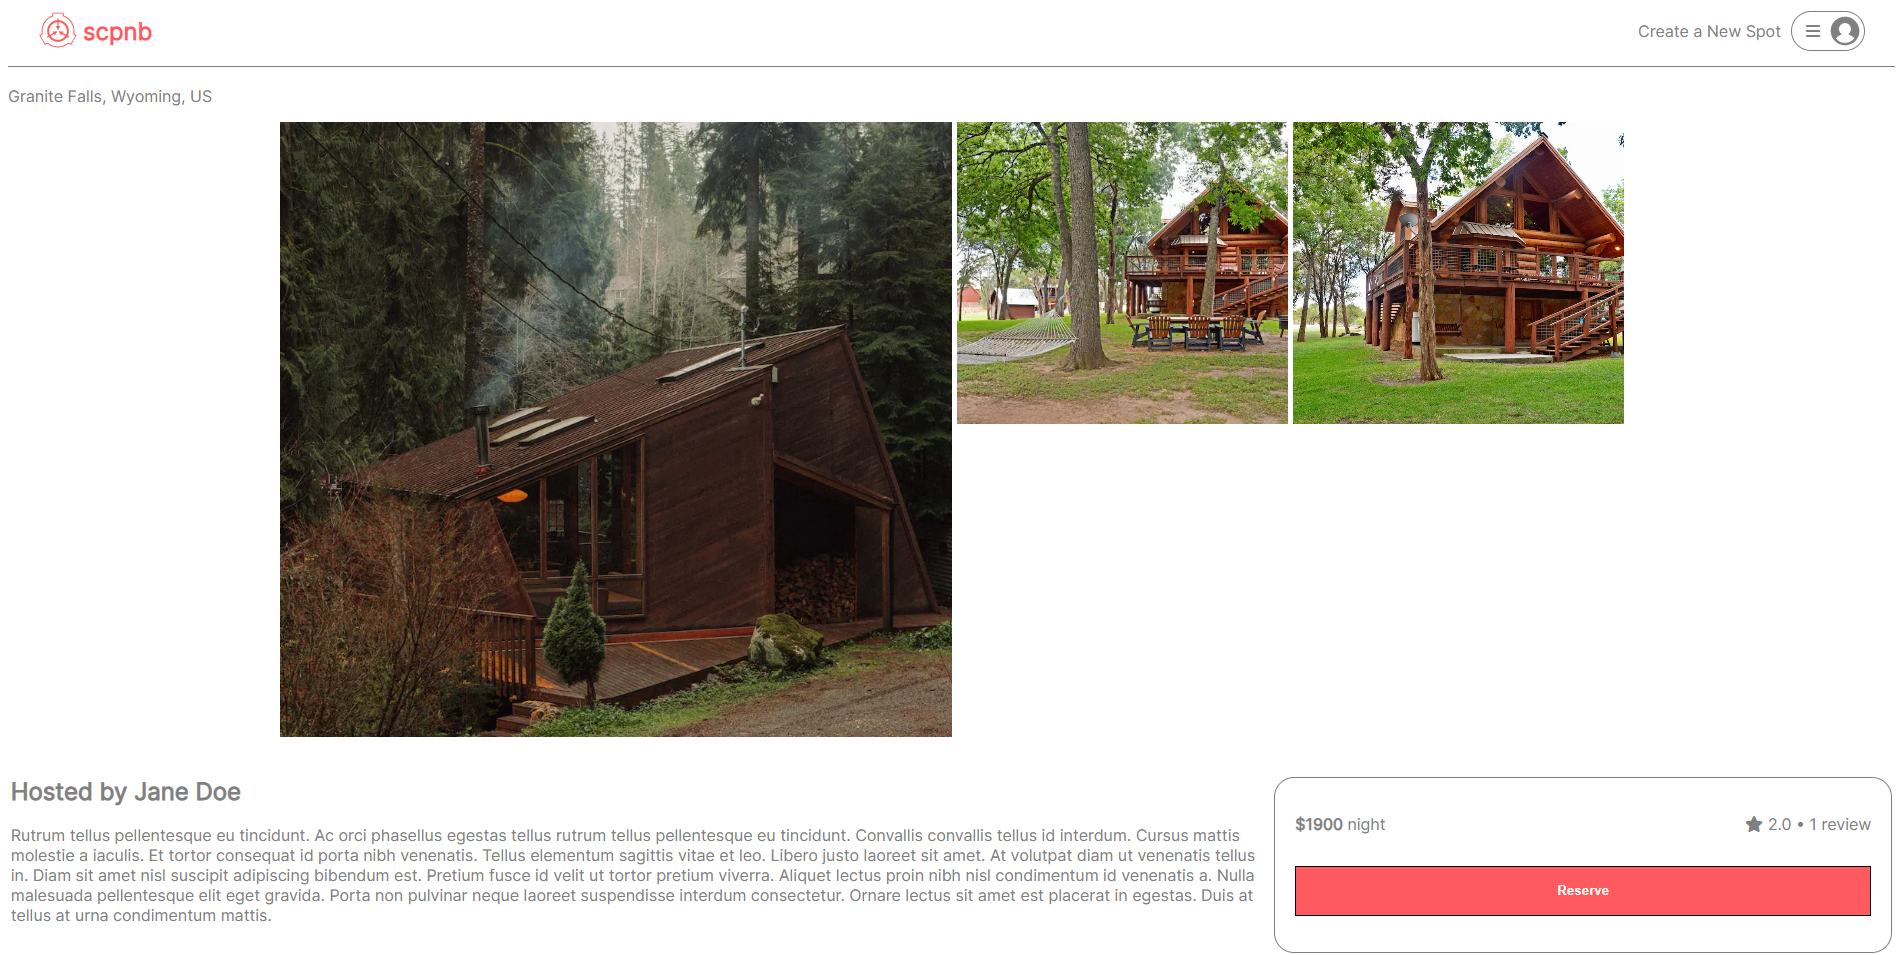 scpnb
Create a New Spot
Granite Falls, Wyoming, US
Hosted by Jane Doe
Rutrum tellus pellentesque eu tincidunt. Ac orci phasellus egestas tellus rutrum tellus pellentesque eu tincidunt. Convallis convallis tellus id interdum. Cursus mattis
molestie a iaculis. Et tortor consequat id porta nibh venenatis. Tellus elementum sagittis vitae et leo. Libero justo laoreet sit amet. At volutpat diam ut venenatis tellus
in. Diam sit amet nisl suscipit adipiscing bibendum est. Pretium fusce id velit ut tortor pretium viverra. Aliquet lectus proin nibh nisl condimentum id venenatis a. Nulla
malesuada pellentesque elit eget gravida. Porta non pulvinar neque laoreet suspendisse interdum consectetur. Ornare lectus sit amet est placerat in egestas. Duis at
tellus at urna condimentum mattis.
$1900 night
2.0 • 1 review
Reserve